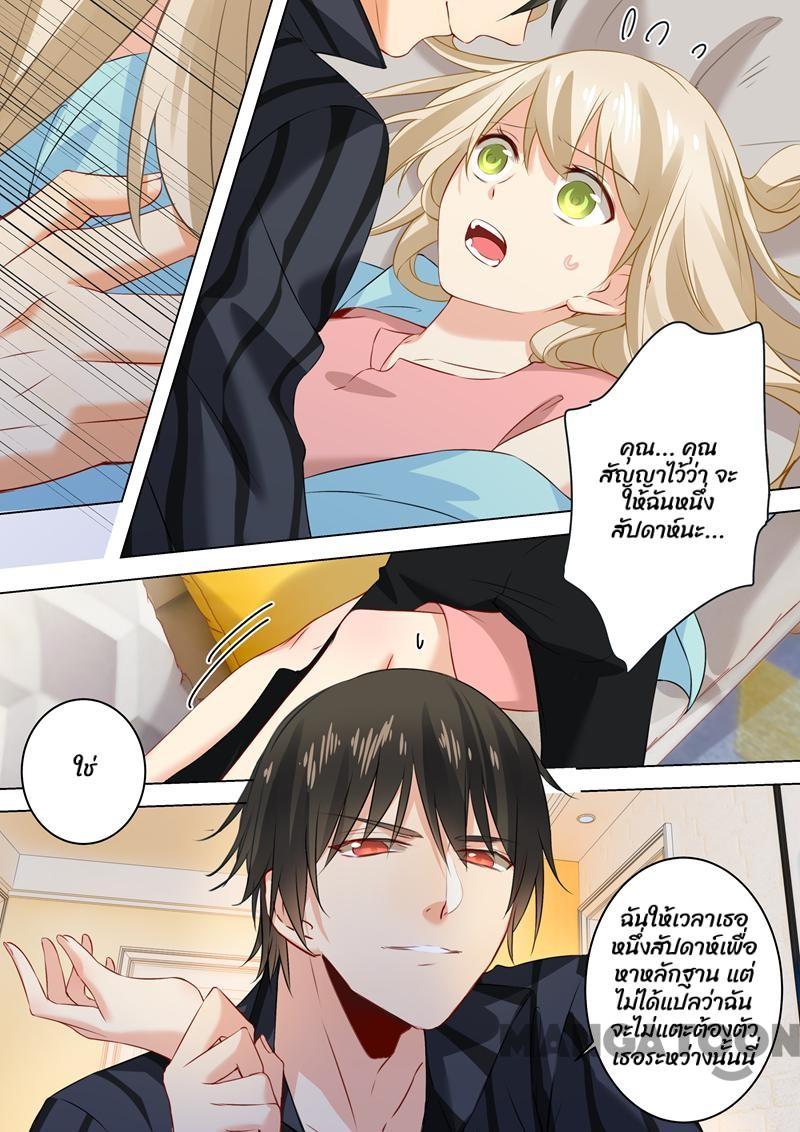 คุณ... คุณ
สัญญาไว้ว่า จะ
ให้ฉันหนึ่ง
สัปดาห์นะ...
ใช่
ฉันให้เวลาเธอ
หนึ่งสัปดาห์เพื่อ
หาหลักฐาน แต่
ไม่ได้แปลว่าฉัน
จะไม่แตะต้องตัว
เธอระหว่างนั้นนี่
MANGATOON